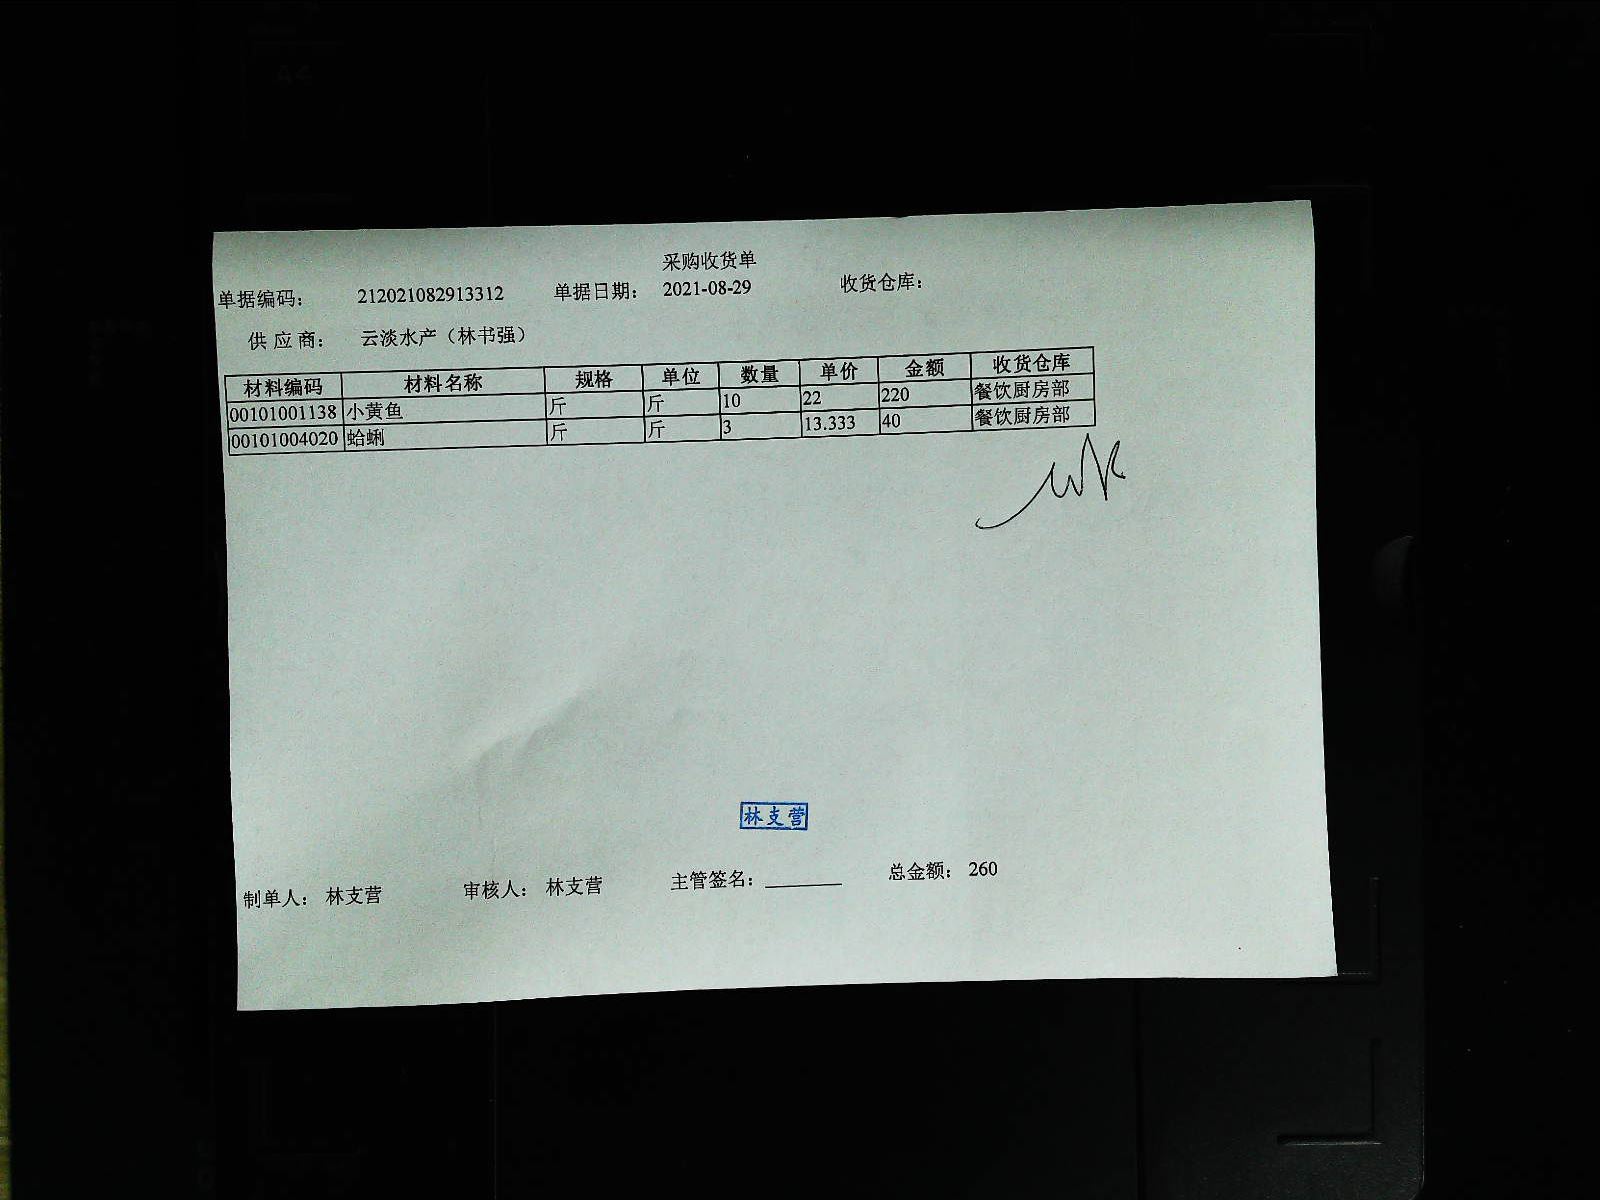 采购收货单
单据编码： 212021082913312 单据日期： 2021-08-29 收货仓库：
供 应 商： 云淡水产（林书强）
材料编码 材料名称 规格 单位 数量 单价 金额 收货仓库
00101001138 小黄鱼 斤 斤 10 22 220 餐饮厨房部
00101004020 蛤蜊 斤 斤 3 13.333 40 餐饮厨房部
林支营
制单人： 林支营 审核人： 林支营 主管签名：________ 总金额： 260